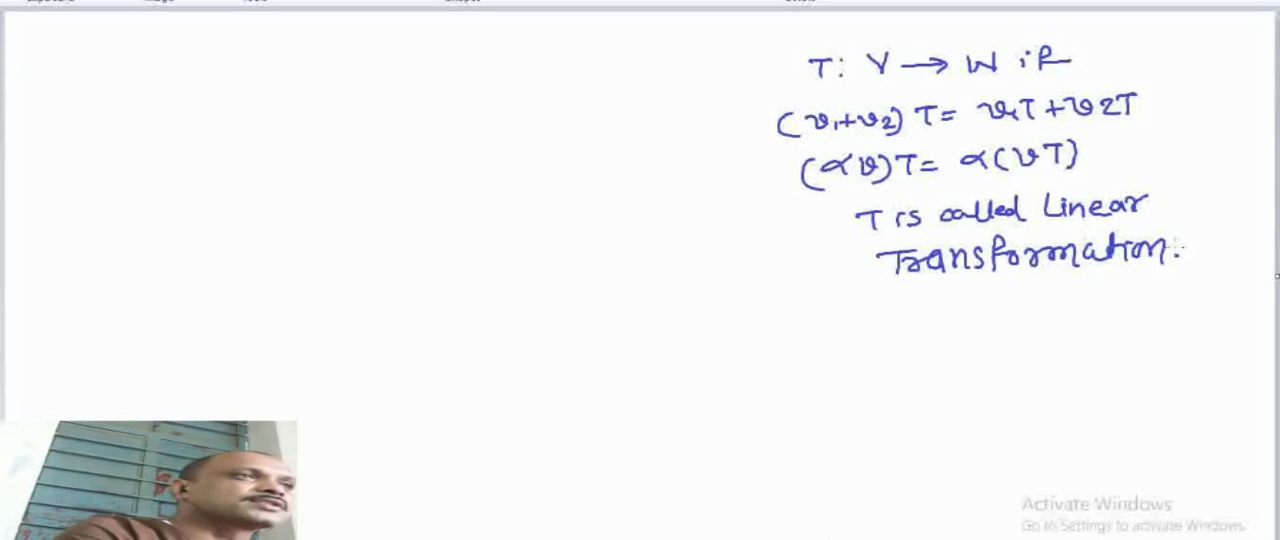 T: V → W if
(v1+v2) T = v1T + v2T
(αv)T = α(vT)
T is called Linear
Transformation.
Activate Windows
Go to Settings to activate Windows.